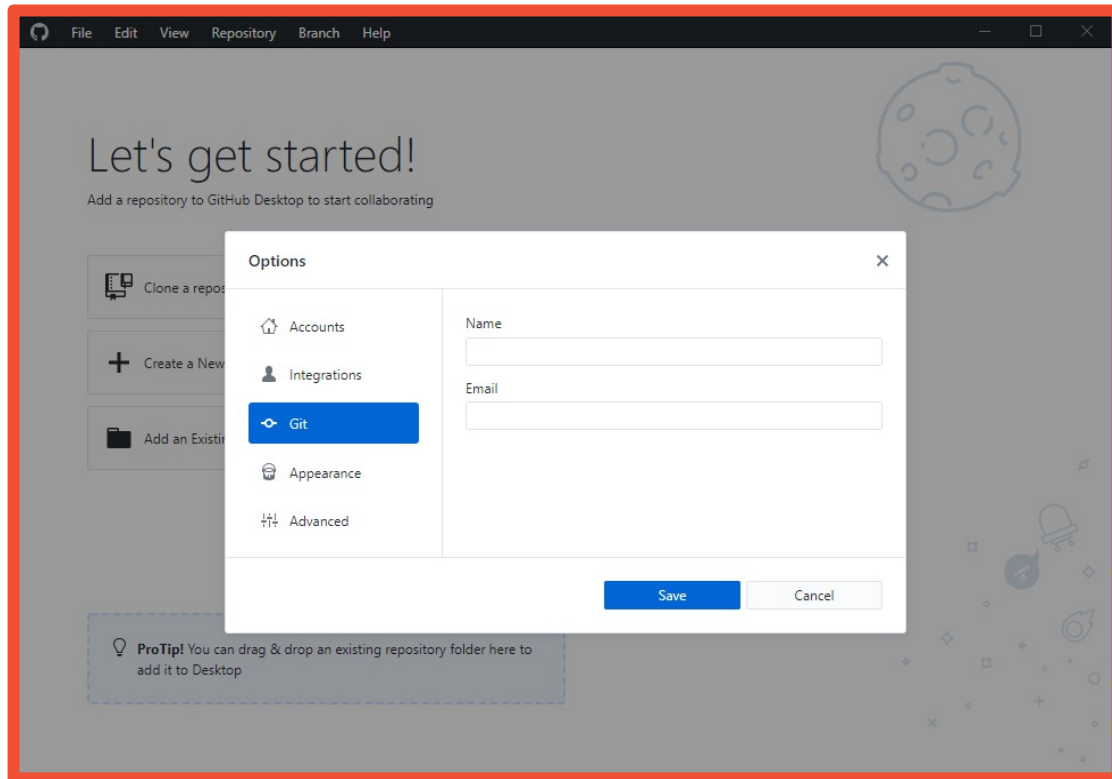 File Edit View Repository Branch Help
Let's get started!
Add a repository to GitHub Desktop to start collaborating
Options
Clone a repos
Accounts
Name
Create a New
Integrations
Email
Git
Add an Existin
Appearance
Advanced
Save Cancel
ProTip! You can drag & drop an existing repository folder here to
add it to Desktop